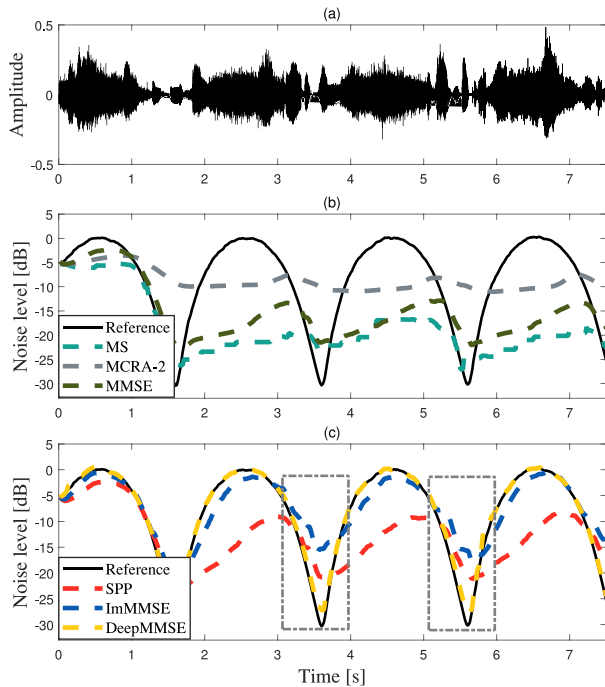 (a)
Amplitude
0.5
0
-0.5
0 1 2 3 4 5 6 7
(b)
Noise level [dB]
5
0
-5
-10
-15
-20
-25
-30
Reference
MS
MCRA-2
MMSE
0 1 2 3 4 5 6 7
(c)
Noise level [dB]
5
0
-5
-10
-15
-20
-25
-30
Reference
SPP
ImMMSE
DeepMMSE
0 1 2 3 4 5 6 7
Time [s]